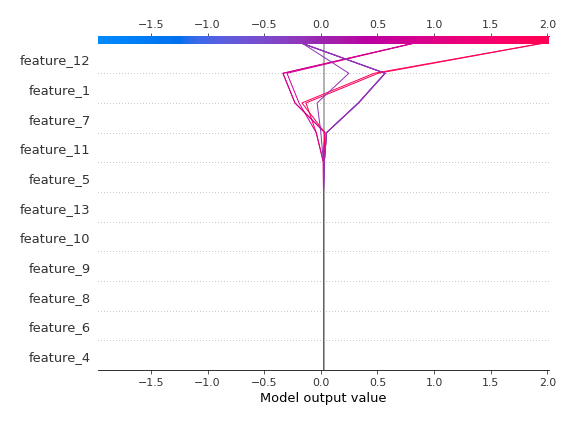 −1.5 −1.0 −0.5 0.0 0.5 1.0 1.5 2.0
feature_12
feature_1
feature_7
feature_11
feature_5
feature_13
feature_10
feature_9
feature_8
feature_6
feature_4
−1.5 −1.0 −0.5 0.0 0.5 1.0 1.5 2.0
Model output value